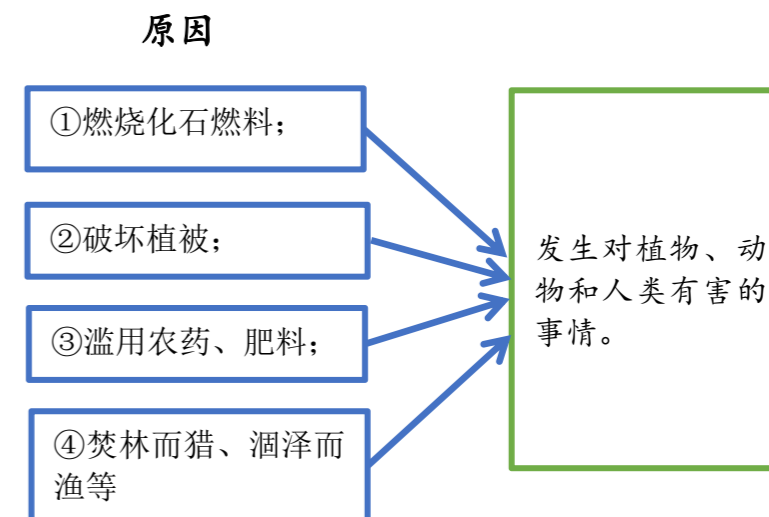 原因
①燃烧化石燃料；
②破坏植被；
③滥用农药、肥料；
④焚林而猎、涸泽而
渔等
发生对植物、动
物和人类有害的
事情。